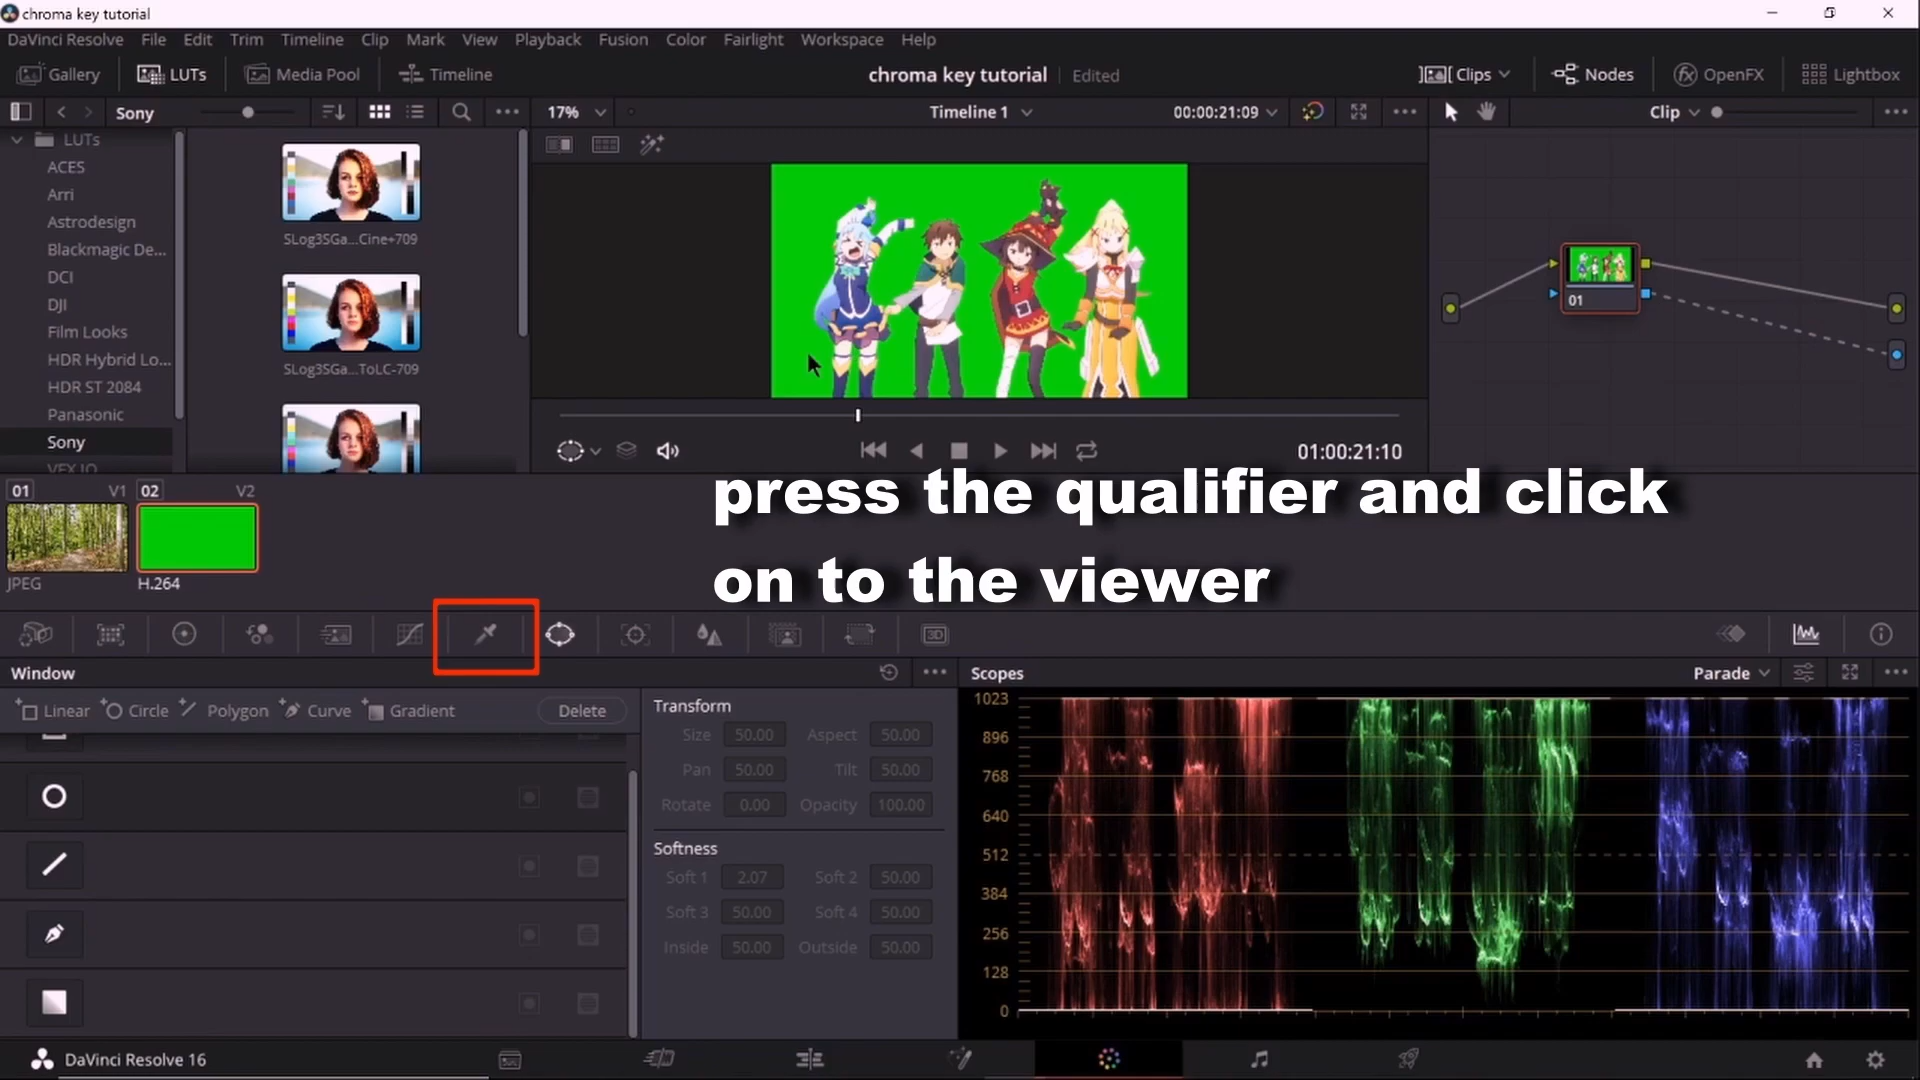 chroma key tutorial
DaVinci Resolve File Edit Trim Timeline Clip Mark View Playback Fusion Color Fairlight Workspace Help
Gallery LUTs Media Pool Timeline chroma key tutorial Edited Clips Nodes OpenFX Lightbox
Sony 17% Timeline 1 00:00:21:09 Clip
LUTs
ACES
Arri
Astrodesign
Blackmagic De...
DCI
DJI
Film Looks
HDR Hybrid Lo...
HDR ST 2084
Panasonic
Sony
VFX IO
SLog3SGa...Cine+709
SLog3SGa...ToLC-709
01
01:00:21:10
press the qualifier and click
on to the viewer
01 V1 02 V2
JPEG H.264
3D
Window
Linear Circle Polygon Curve Gradient Delete
Transform
Size 50.00 Aspect 50.00
Pan 50.00 Tilt 50.00
Rotate 0.00 Opacity 100.00
Softness
Soft 1 2.07 Soft 2 50.00
Soft 3 50.00 Soft 4 50.00
Inside 50.00 Outside 50.00
Scopes Parade
1023
896
768
640
512
384
256
128
0
DaVinci Resolve 16